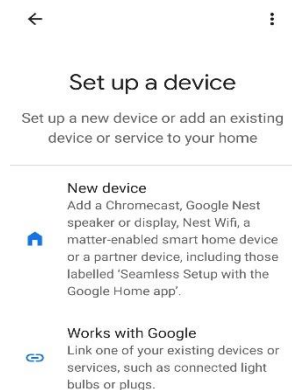 Set up a device
Set up a new device or add an existing
device or service to your home
New device
Add a Chromecast, Google Nest
speaker or display, Nest Wifi, a
matter-enabled smart home device
or a partner device, including those
labelled 'Seamless Setup with the
Google Home app'.
Works with Google
Link one of your existing devices or
services, such as connected light
bulbs or plugs.